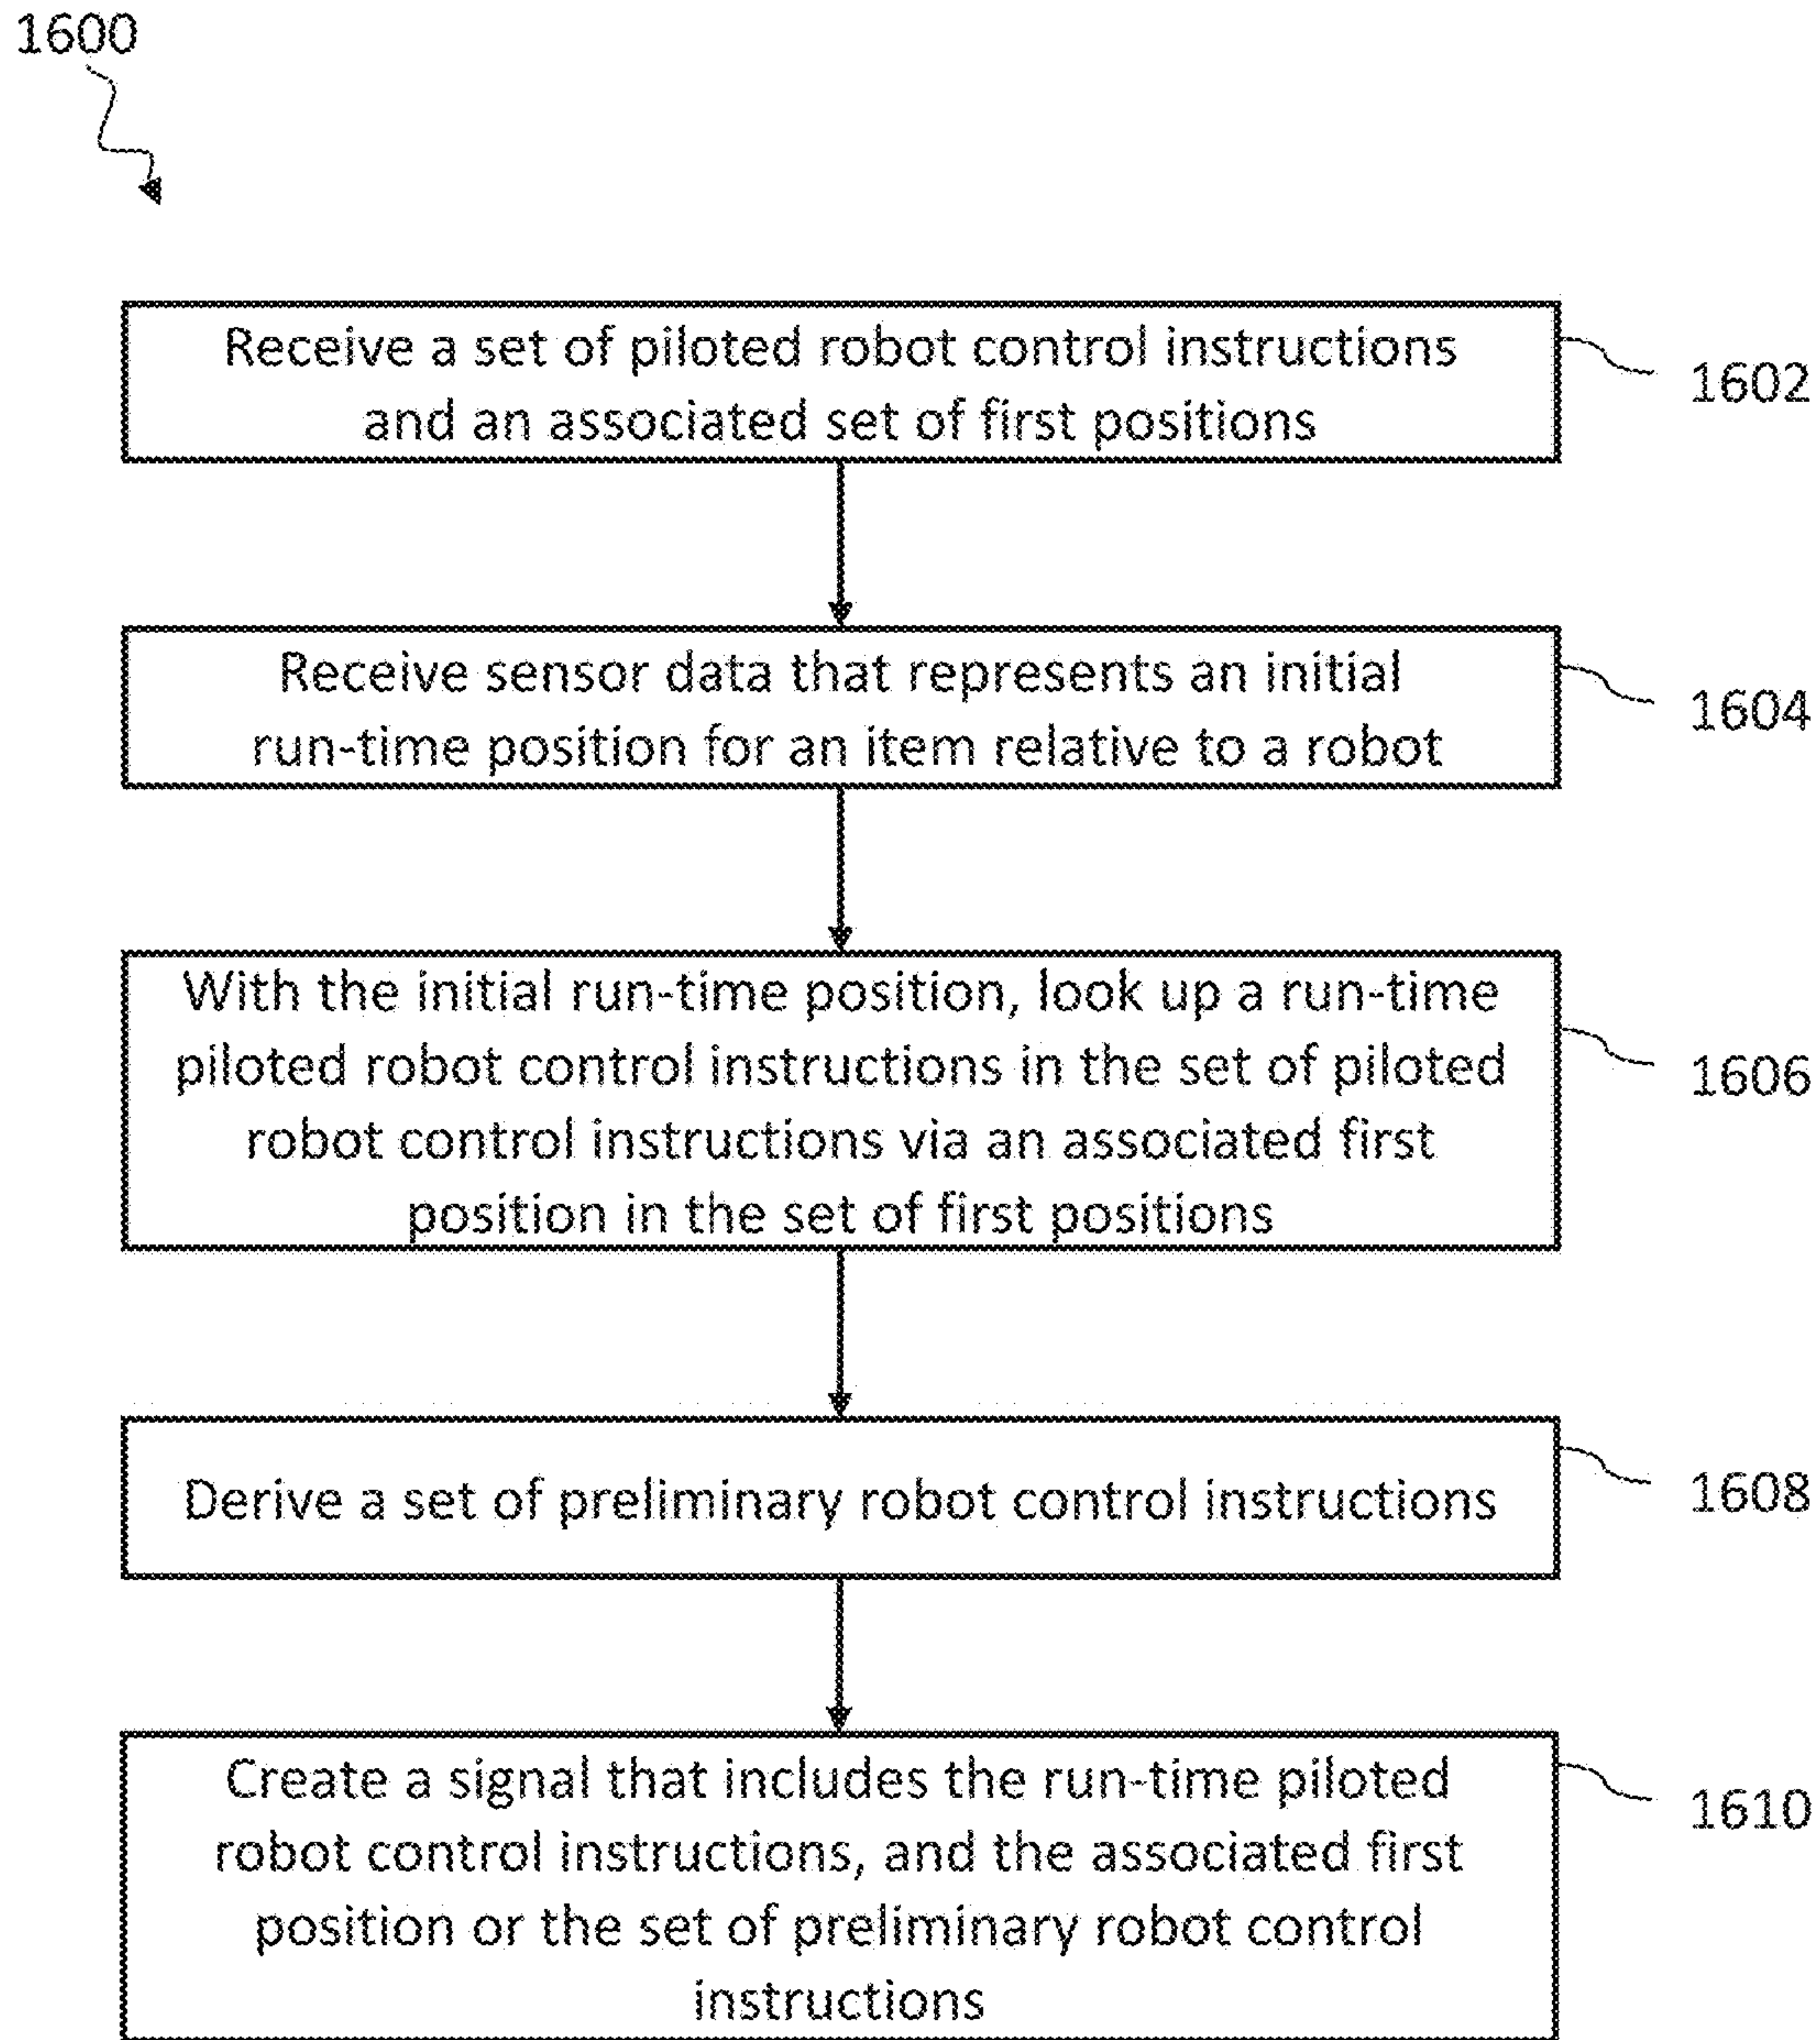 1600
Receive a set of piloted robot control instructions
and an associated set of first positions
1602
Receive sensor data that represents an initial
run-time position for an item relative to a robot
1604
With the initial run-time position, look up a run-time
piloted robot control instructions in the set of piloted
robot control instructions via an associated first
position in the set of first positions
1606
Derive a set of preliminary robot control instructions
1608
Create a signal that includes the run-time piloted
robot control instructions, and the associated first
position or the set of preliminary robot control
instructions
1610